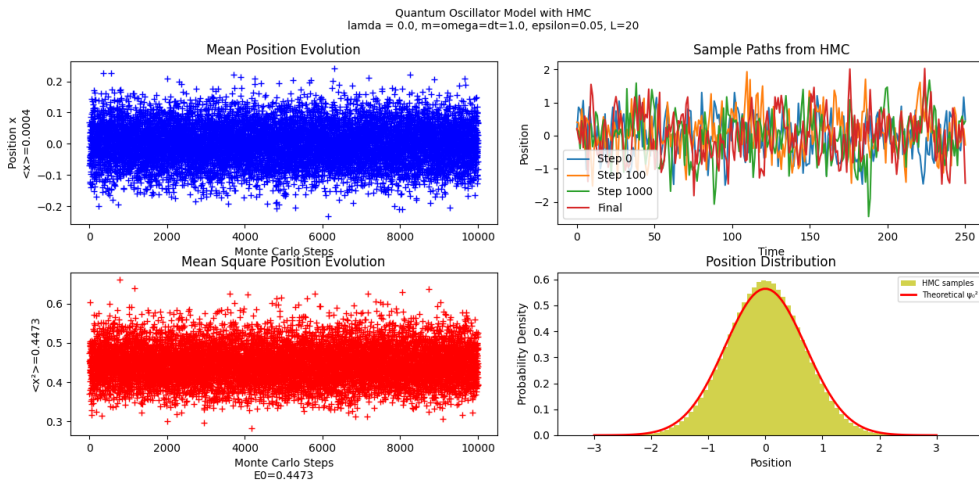 Quantum Oscillator Model with HMC
lamda = 0.0, m=omega=dt=1.0, epsilon=0.05, L=20
Mean Position Evolution
Position x
<x>=0.0004
0.2
0.1
0.0
−0.1
−0.2
0
2000
4000
6000
8000
10000
Monte Carlo Steps
Sample Paths from HMC
Position
2
1
0
−1
−2
Step 0
Step 100
Step 1000
Final
0
50
100
150
200
250
Time
Mean Square Position Evolution
<x²>=0.4473
0.6
0.5
0.4
0.3
0
2000
4000
6000
8000
10000
Monte Carlo Steps
E0=0.4473
Position Distribution
Probability Density
0.6
0.5
0.4
0.3
0.2
0.1
0.0
HMC samples
Theoretical ψ₀²
−3
−2
−1
0
1
2
3
Position